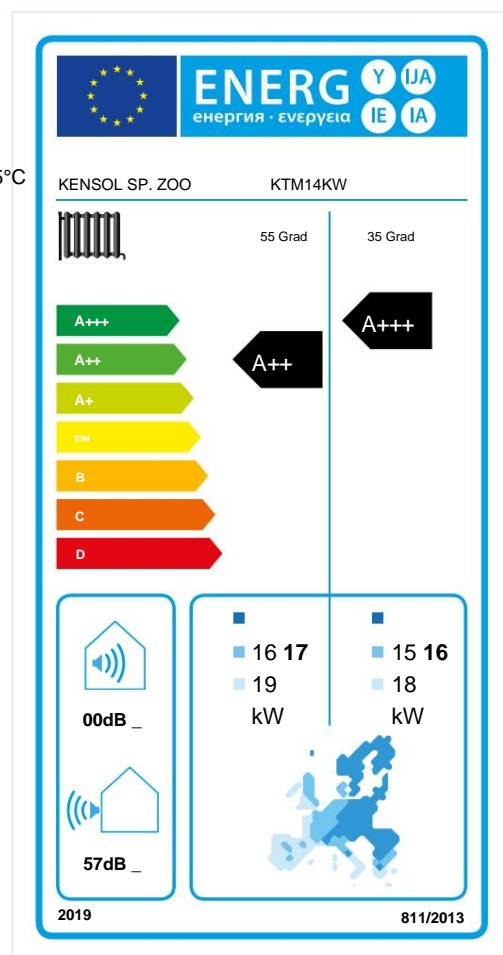 ENERG Y IJA
енергия · ενεργεια IE IA
5°C
KENSOL SP. ZOO KTM14KW
55 Grad 35 Grad
A+++
A++
A+
EIN
B
C
D
A++
A+++
00dB _
57dB _
16 17
19
kW
15 16
18
kW
2019 811/2013